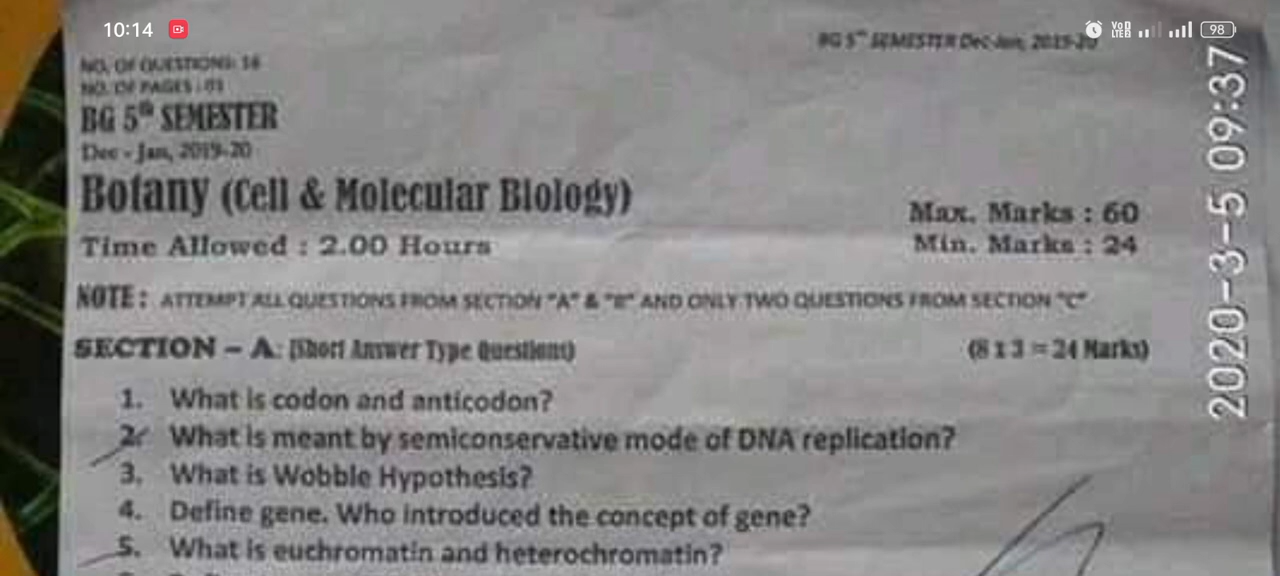 10:14
VoD LTEB
98
BG 5th SEMESTER Dec-Jan, 2019-20
NO. OF QUESTIONS: 16
NO. OF PAGES : 03
BG 5th SEMESTER
Dec - Jan, 2019-20
Botany (Cell & Molecular Biology)
Max. Marks : 60
Time Allowed : 2.00 Hours
Min. Marks : 24
NOTE : ATTEMPT ALL QUESTIONS FROM SECTION "A" & "B" AND ONLY TWO QUESTIONS FROM SECTION "C"
SECTION – A: (Short Answer Type Questions) (8 x 3 = 24 Marks)
1. What is codon and anticodon?
2. What is meant by semiconservative mode of DNA replication?
3. What is Wobble Hypothesis?
4. Define gene. Who introduced the concept of gene?
5. What is euchromatin and heterochromatin?
2020-3-5 09:37